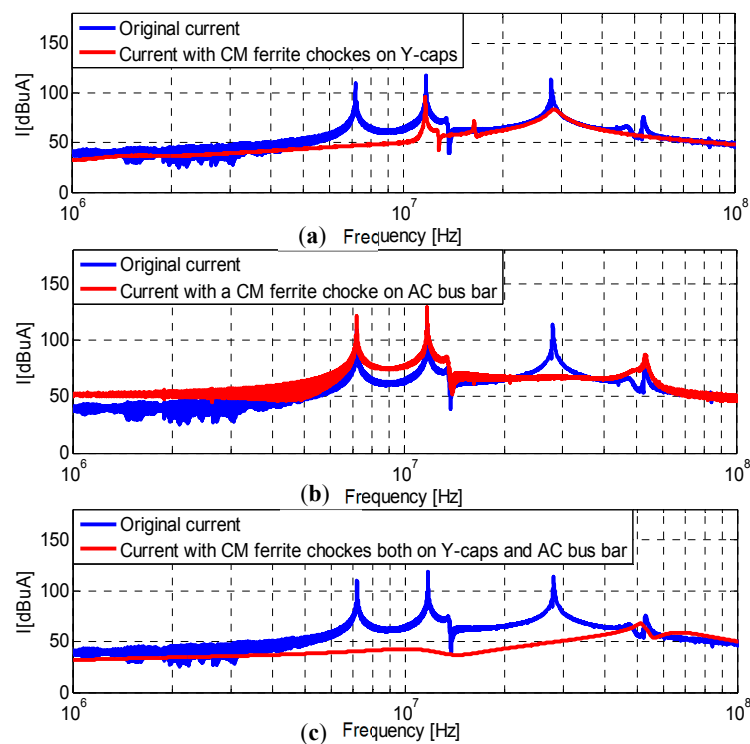 Original current
Current with CM ferrite chockes on Y-caps
I[dBuA]
150
100
50
0
10^6
10^7
10^8
(a) Frequency [Hz]
Original current
Current with a CM ferrite chocke on AC bus bar
I[dBuA]
150
100
50
0
10^6
10^7
10^8
(b) Frequency [Hz]
Original current
Current with CM ferrite chockes both on Y-caps and AC bus bar
I[dBuA]
150
100
50
0
10^6
10^7
10^8
(c) Frequency [Hz]